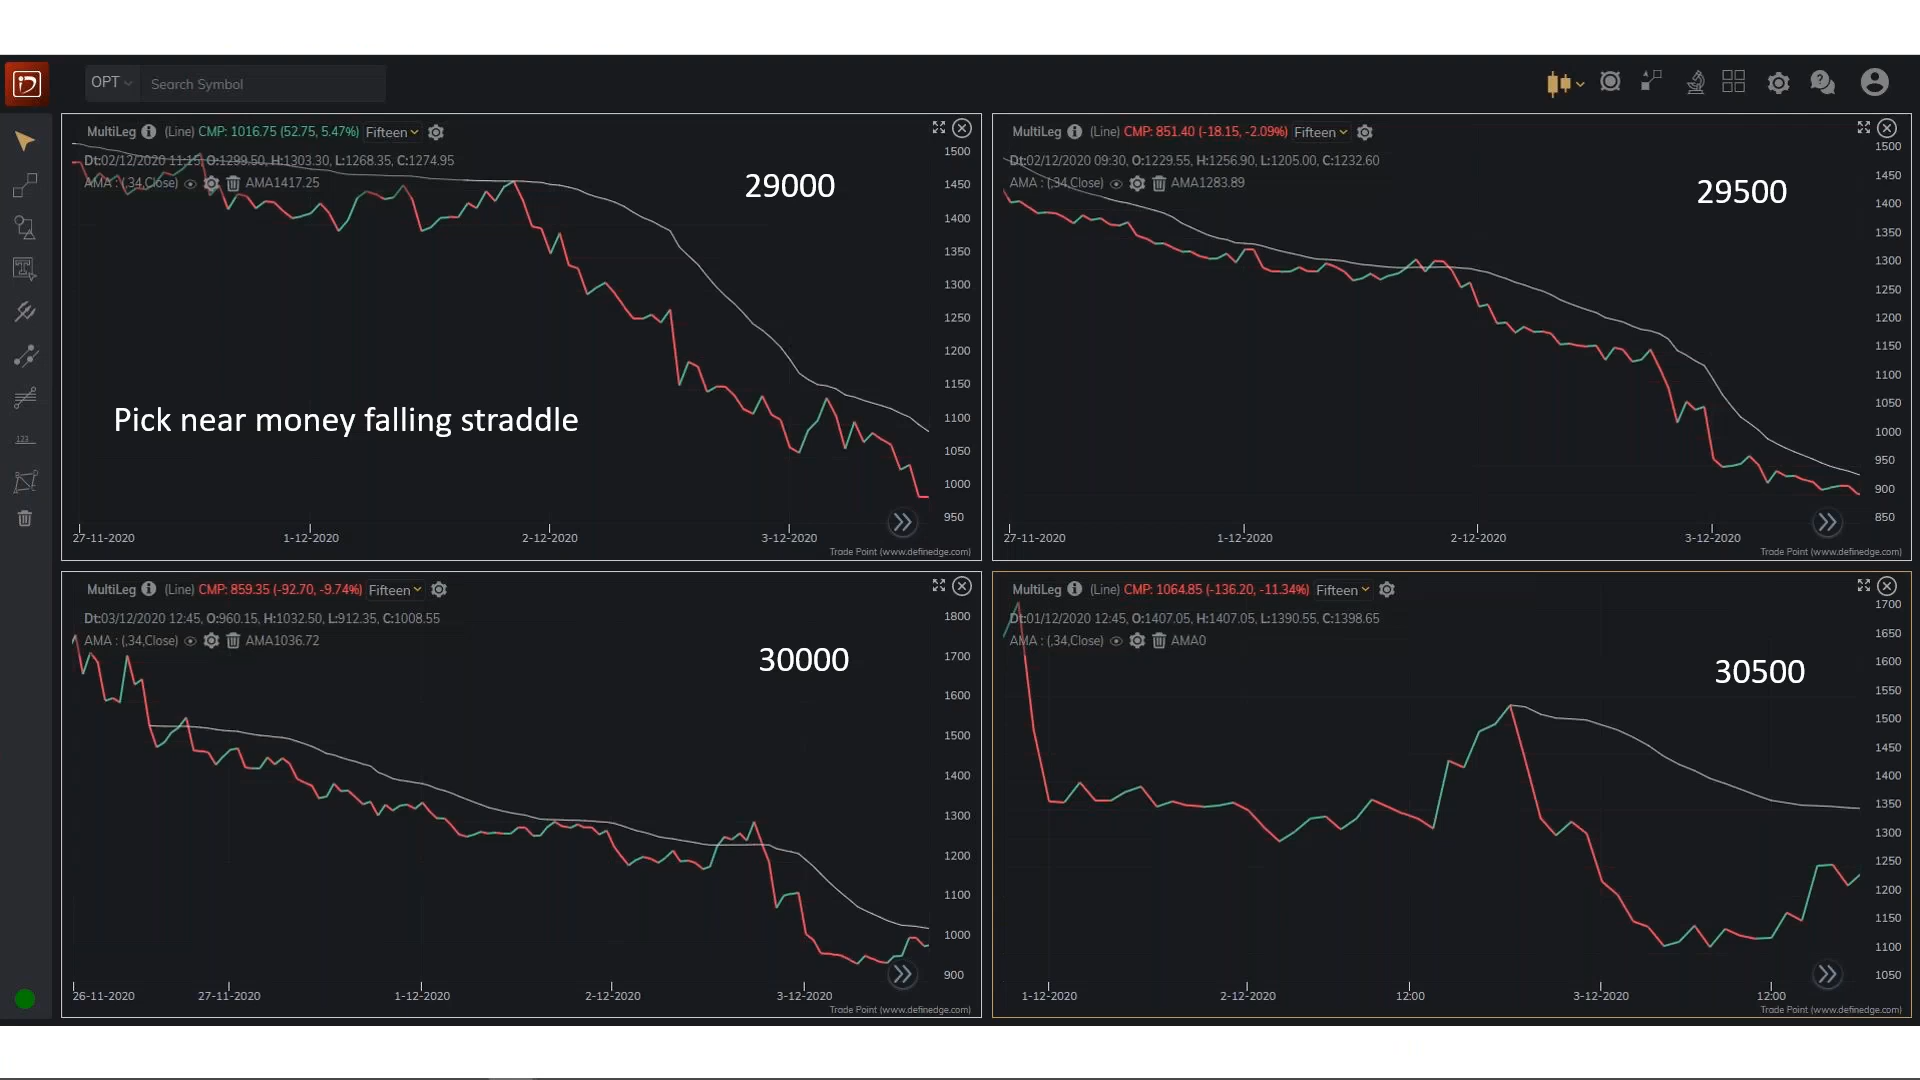 OPT Search Symbol
MultiLeg (Line) CMP: 1016.75 (52.75, 5.47%) Fifteen
Dt:02/12/2020 11:15, O:1299.50, H:1303.30, L:1268.35, C:1274.95
AMA : (,34,Close) AMA1417.25
29000
Pick near money falling straddle
1500
1450
1400
1350
1300
1250
1200
1150
1100
1050
1000
950
27-11-2020 1-12-2020 2-12-2020 3-12-2020
Trade Point (www.definedge.com)
MultiLeg (Line) CMP: 851.40 (-18.15, -2.09%) Fifteen
Dt:02/12/2020 09:30, O:1229.55, H:1256.90, L:1205.00, C:1232.60
AMA : (,34,Close) AMA1283.89
29500
1500
1450
1400
1350
1300
1250
1200
1150
1100
1050
1000
950
900
850
27-11-2020 1-12-2020 2-12-2020 3-12-2020
Trade Point (www.definedge.com)
MultiLeg (Line) CMP: 859.35 (-92.70, -9.74%) Fifteen
Dt:03/12/2020 12:45, O:960.15, H:1032.50, L:912.35, C:1008.55
AMA : (,34,Close) AMA1036.72
30000
1800
1700
1600
1500
1400
1300
1200
1100
1000
900
26-11-2020 27-11-2020 1-12-2020 2-12-2020 3-12-2020
Trade Point (www.definedge.com)
MultiLeg (Line) CMP: 1064.85 (-136.20, -11.34%) Fifteen
Dt:01/12/2020 12:45, O:1407.05, H:1407.05, L:1390.55, C:1398.65
AMA : (,34,Close) AMA0
30500
1700
1650
1600
1550
1500
1450
1400
1350
1300
1250
1200
1150
1100
1050
1-12-2020 2-12-2020 12:00 3-12-2020 12:00
Trade Point (www.definedge.com)
123